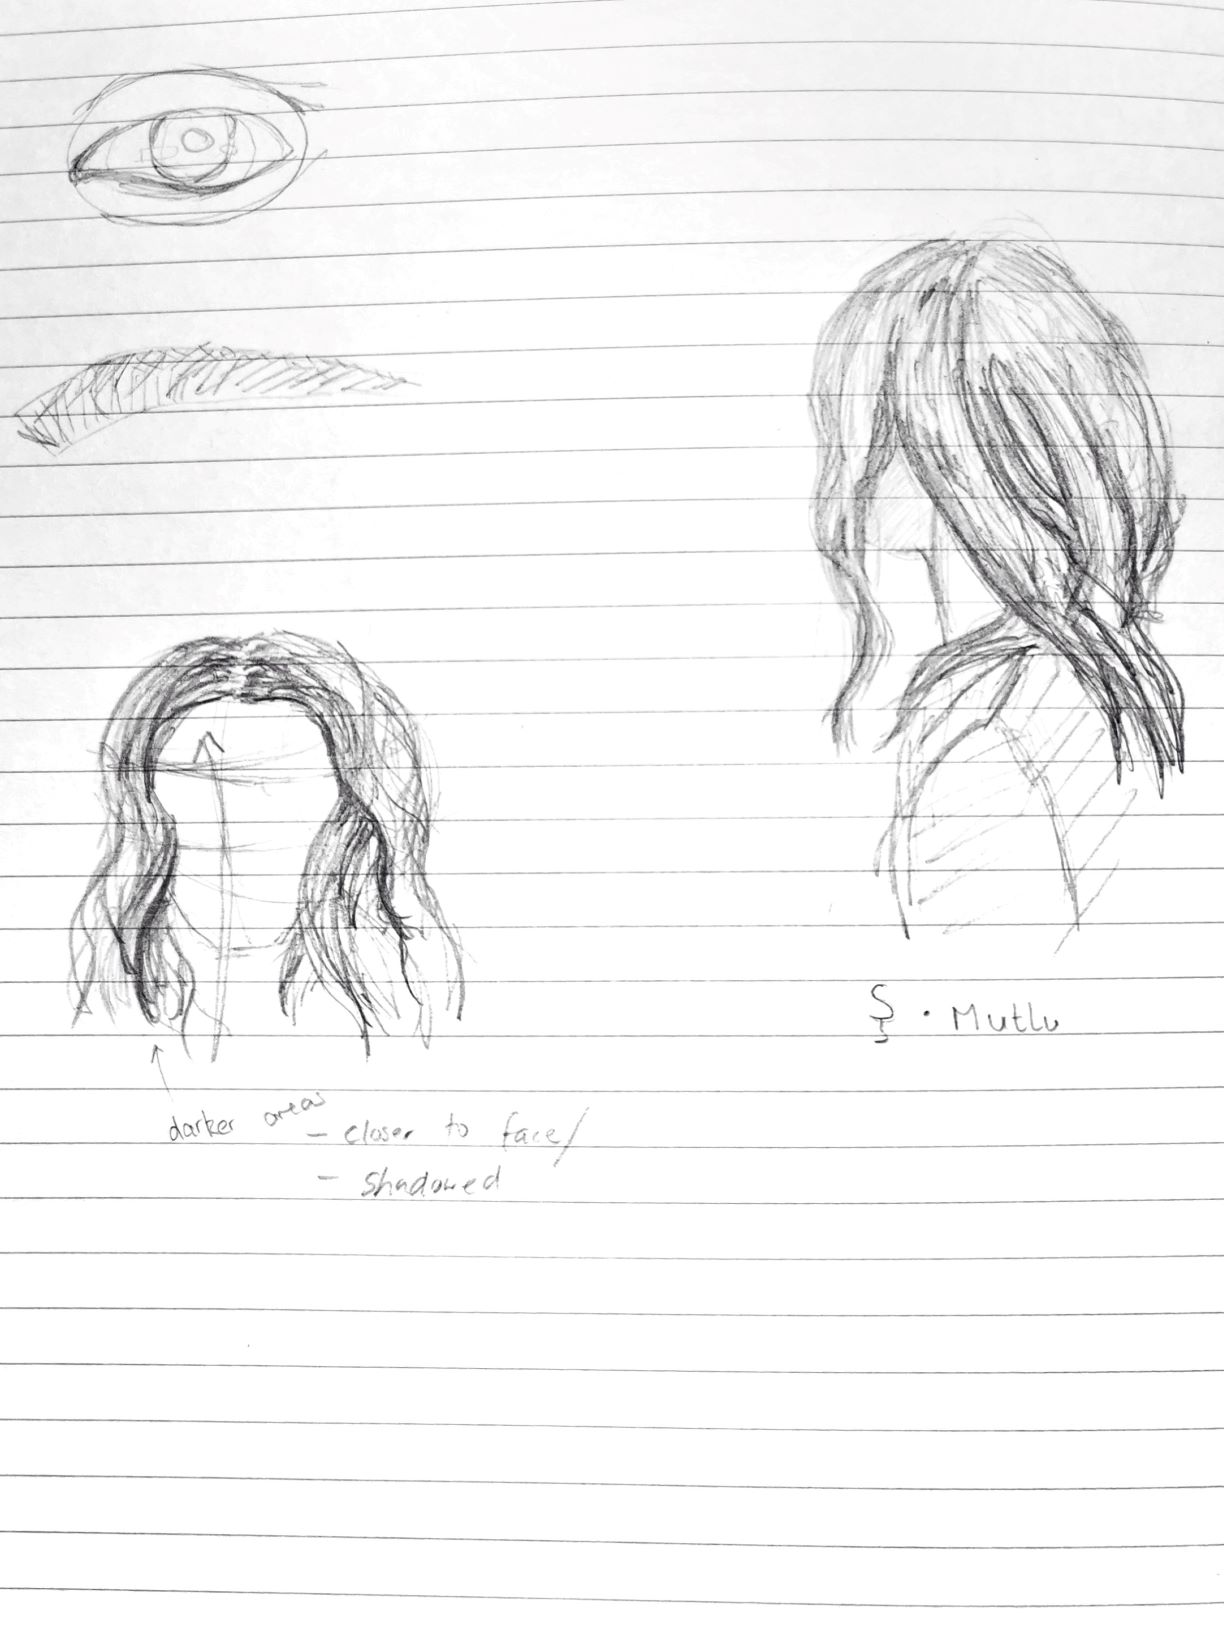 Ş. Mutlu
darker areas
- closer to face/
- shadowed